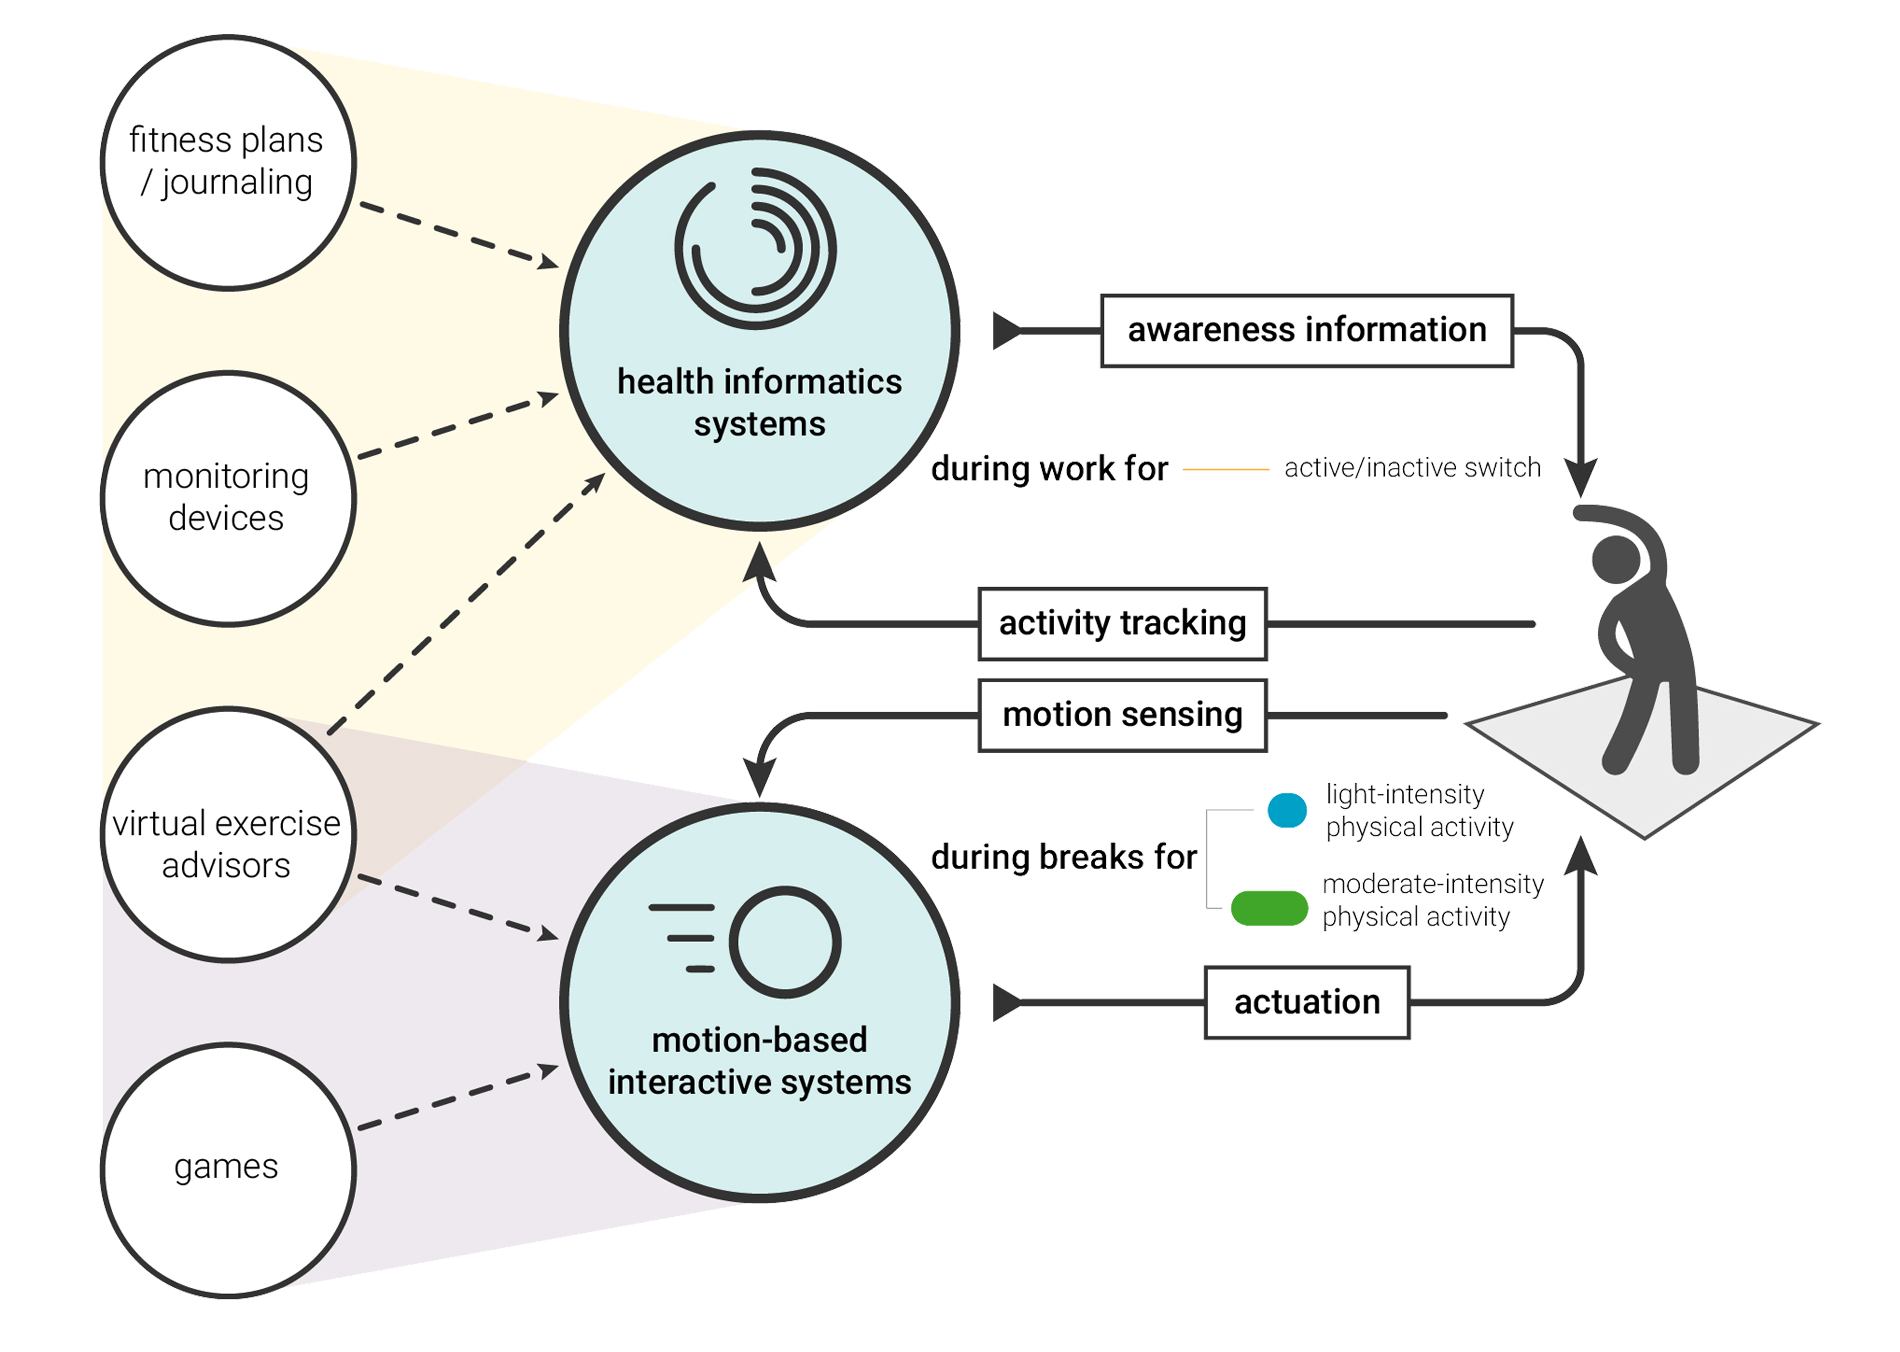 fitness plans
/ journaling
monitoring
devices
virtual exercise
advisors
games
health informatics
systems
motion-based
interactive systems
awareness information
during work for
active/inactive switch
activity tracking
motion sensing
during breaks for
light-intensity
physical activity
moderate-intensity
physical activity
actuation